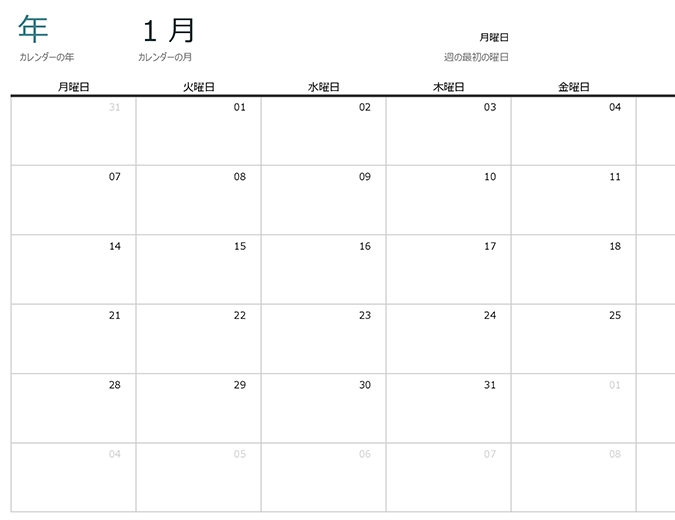 年 1 月 月曜日
カレンダーの年 カレンダーの月 週の最初の曜日
月曜日 火曜日 水曜日 木曜日 金曜日
31 01 02 03 04
07 08 09 10 11
14 15 16 17 18
21 22 23 24 25
28 29 30 31 01
04 05 06 07 08